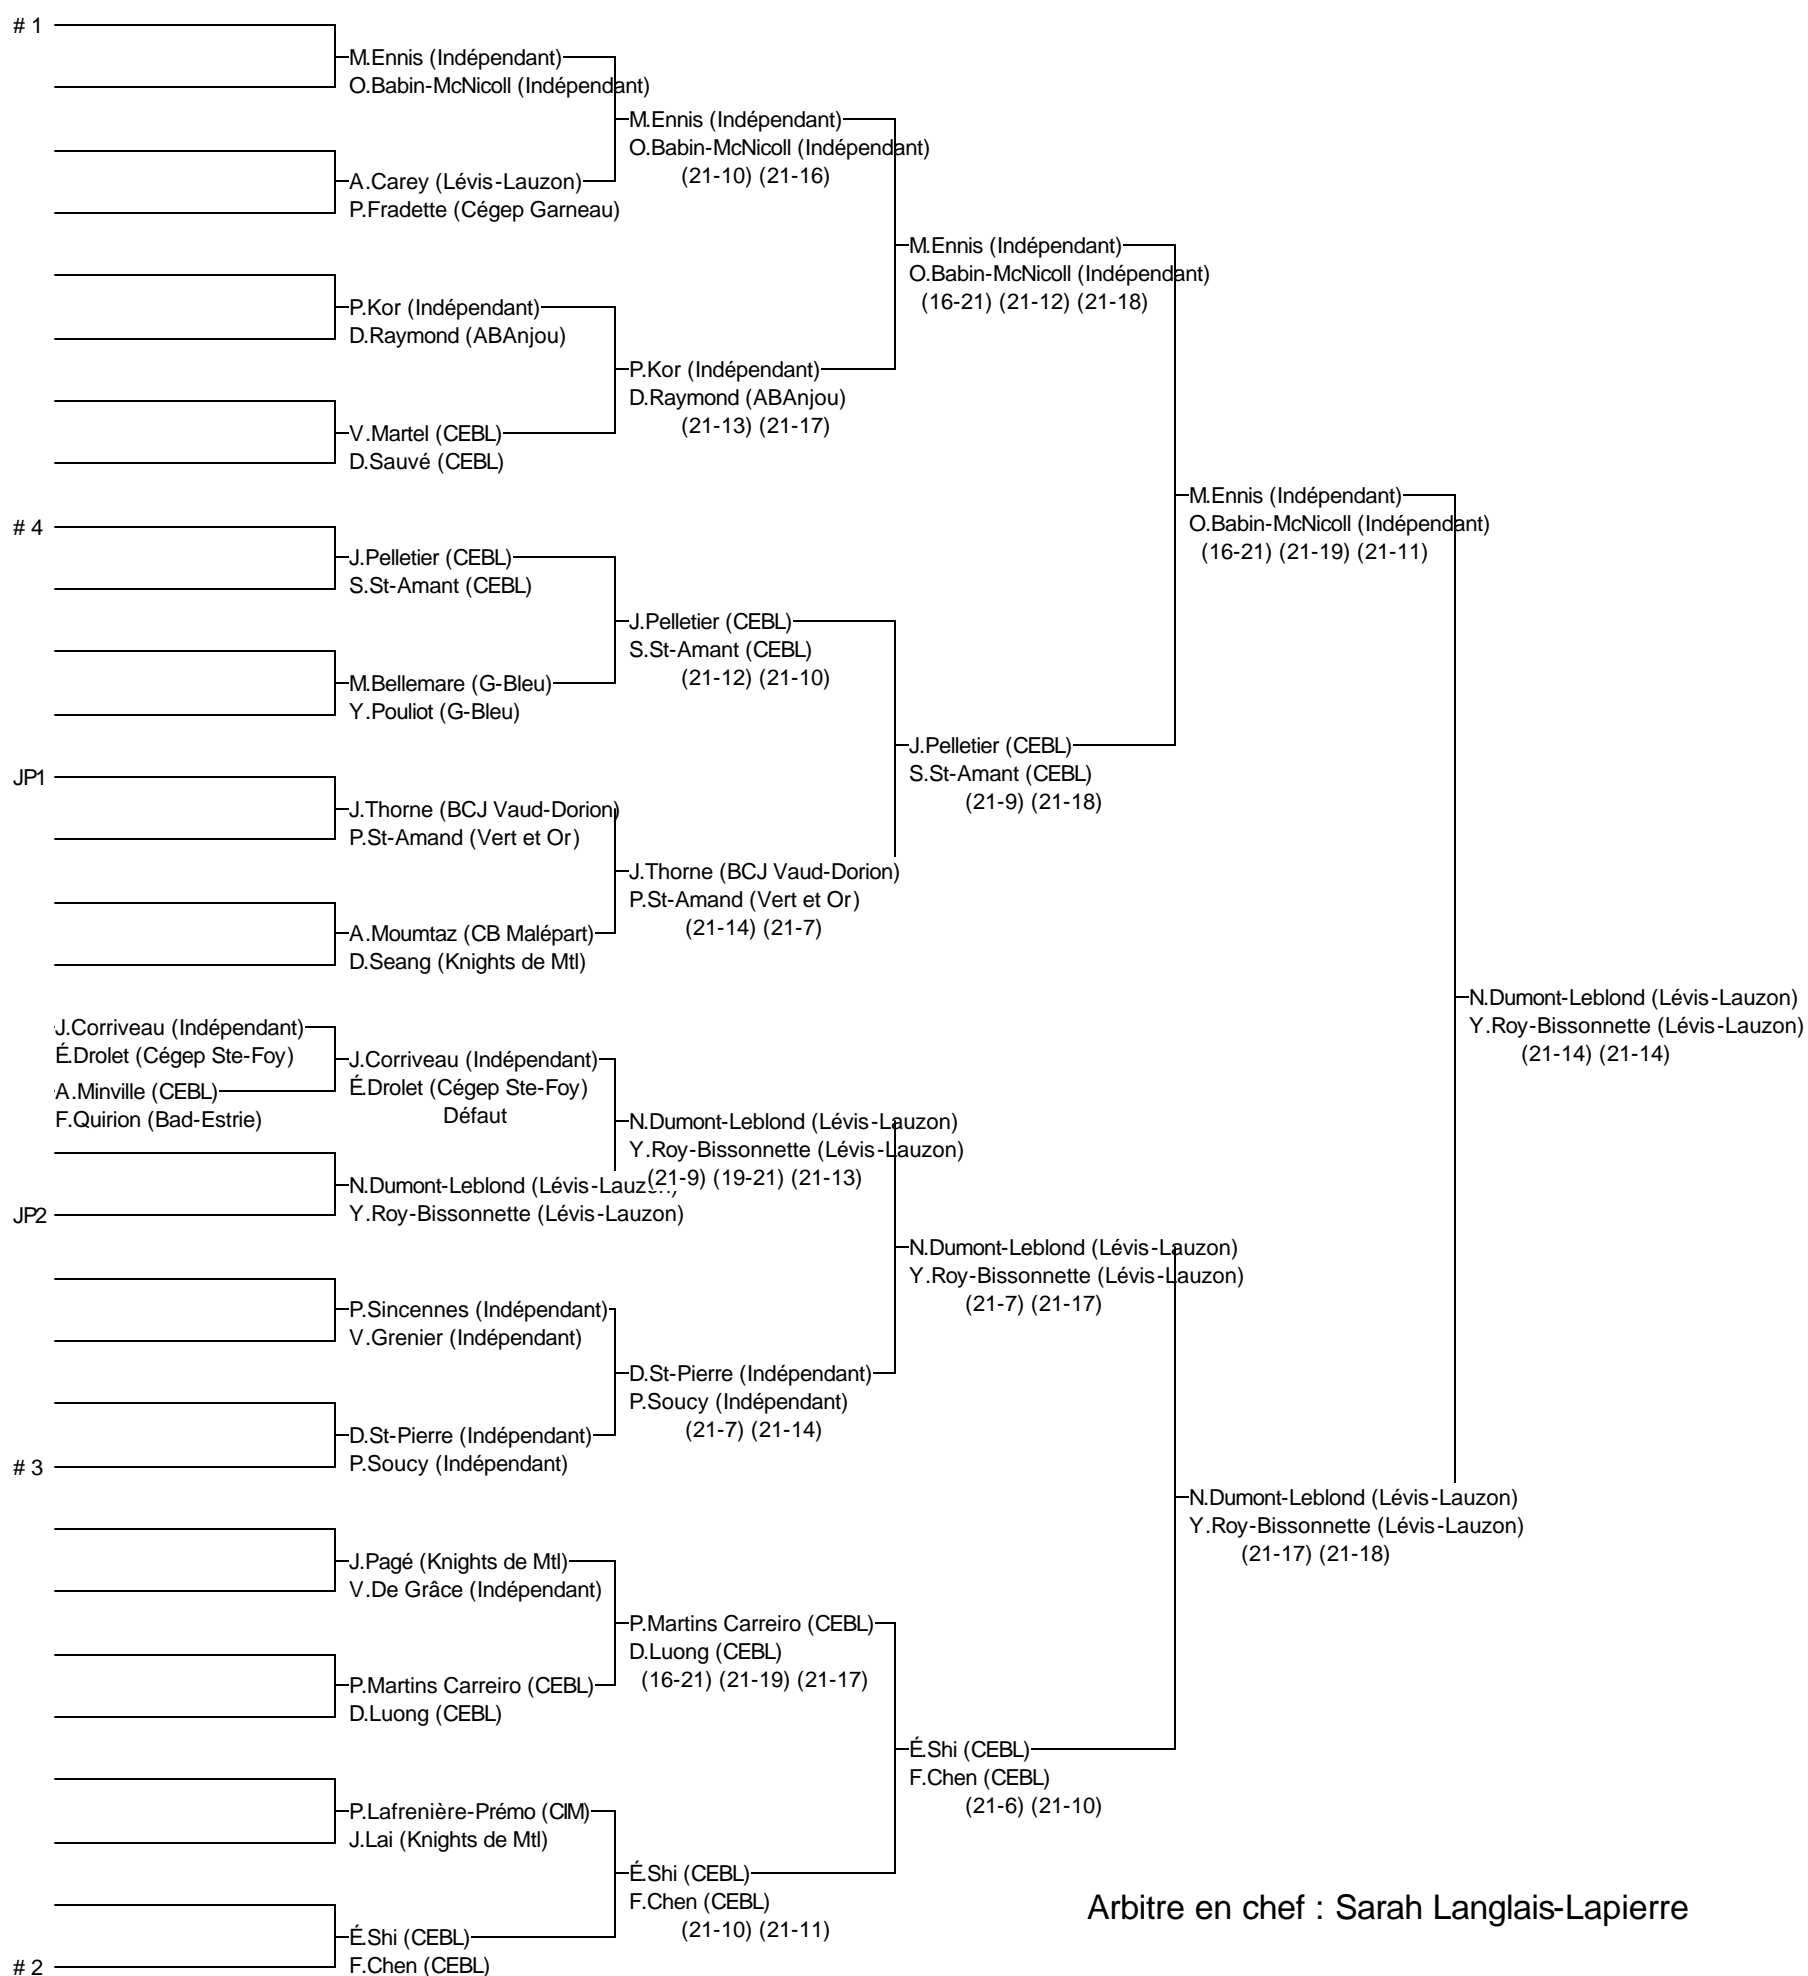 # 1
M.Ennis (Indépendant)
O.Babin-McNicoll (Indépendant)
M.Ennis (Indépendant)
O.Babin-McNicoll (Indépendant)
(21-10) (21-16)
A.Carey (Lévis-Lauzon)
P.Fradette (Cégep Garneau)
M.Ennis (Indépendant)
O.Babin-McNicoll (Indépendant)
(16-21) (21-12) (21-18)
P.Kor (Indépendant)
D.Raymond (ABAnjou)
P.Kor (Indépendant)
D.Raymond (ABAnjou)
(21-13) (21-17)
V.Martel (CEBL)
D.Sauvé (CEBL)
M.Ennis (Indépendant)
O.Babin-McNicoll (Indépendant)
(16-21) (21-19) (21-11)
# 4
J.Pelletier (CEBL)
S.St-Amant (CEBL)
J.Pelletier (CEBL)
S.St-Amant (CEBL)
(21-12) (21-10)
M.Bellemare (G-Bleu)
Y.Pouliot (G-Bleu)
J.Pelletier (CEBL)
S.St-Amant (CEBL)
(21-9) (21-18)
JP1
J.Thorne (BCJ Vaud-Dorion)
P.St-Amand (Vert et Or)
J.Thorne (BCJ Vaud-Dorion)
P.St-Amand (Vert et Or)
(21-14) (21-7)
A.Moumtaz (CB Malépart)
D.Seang (Knights de Mtl)
N.Dumont-Leblond (Lévis-Lauzon)
Y.Roy-Bissonnette (Lévis-Lauzon)
(21-14) (21-14)
J.Corriveau (Indépendant)
É.Drolet (Cégep Ste-Foy)
J.Corriveau (Indépendant)
É.Drolet (Cégep Ste-Foy)
Défaut
A.Minville (CEBL)
F.Quirion (Bad-Estrie)
N.Dumont-Leblond (Lévis-Lauzon)
Y.Roy-Bissonnette (Lévis-Lauzon)
(21-9) (19-21) (21-13)
N.Dumont-Leblond (Lévis-Lauzon)
Y.Roy-Bissonnette (Lévis-Lauzon)
JP2
N.Dumont-Leblond (Lévis-Lauzon)
Y.Roy-Bissonnette (Lévis-Lauzon)
(21-7) (21-17)
P.Sincennes (Indépendant)
V.Grenier (Indépendant)
D.St-Pierre (Indépendant)
P.Soucy (Indépendant)
(21-7) (21-14)
D.St-Pierre (Indépendant)
P.Soucy (Indépendant)
# 3
N.Dumont-Leblond (Lévis-Lauzon)
Y.Roy-Bissonnette (Lévis-Lauzon)
(21-17) (21-18)
J.Pagé (Knights de Mtl)
V.De Grâce (Indépendant)
P.Martins Carreiro (CEBL)
D.Luong (CEBL)
(16-21) (21-19) (21-17)
P.Martins Carreiro (CEBL)
D.Luong (CEBL)
É.Shi (CEBL)
F.Chen (CEBL)
(21-6) (21-10)
P.Lafrenière-Prémo (CIM)
J.Lai (Knights de Mtl)
É.Shi (CEBL)
F.Chen (CEBL)
(21-10) (21-11)
Arbitre en chef : Sarah Langlais-Lapierre
É.Shi (CEBL)
F.Chen (CEBL)
# 2